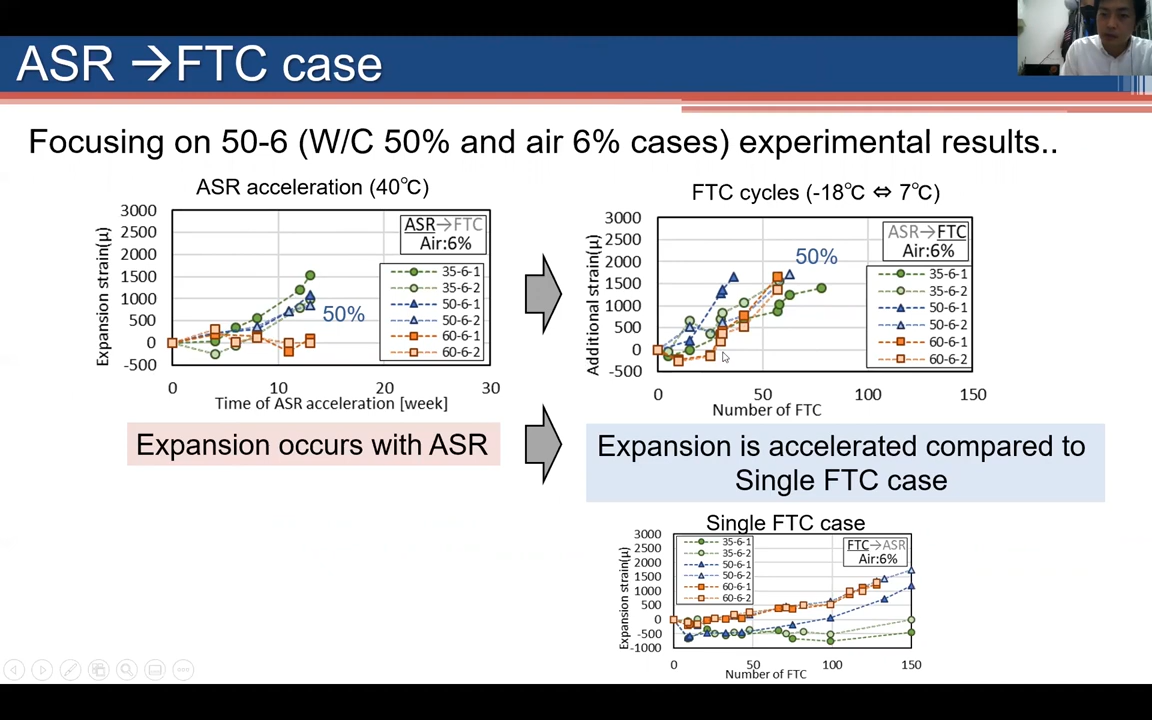 ASR →FTC case
Focusing on 50-6 (W/C 50% and air 6% cases) experimental results..
ASR acceleration (40℃)
Expansion strain(μ)
3000
2500
2000
1500
1000
500
0
-500
0
10
20
30
Time of ASR acceleration [week]
ASR→FTC
Air:6%
35-6-1
35-6-2
50-6-1
50-6-2
60-6-1
60-6-2
50%
FTC cycles (-18℃ ⇔ 7℃)
Additional strain(μ)
3000
2500
2000
1500
1000
500
0
-500
0
50
100
150
Number of FTC
ASR→FTC
Air:6%
35-6-1
35-6-2
50-6-1
50-6-2
60-6-1
60-6-2
50%
Expansion occurs with ASR
Expansion is accelerated compared to
Single FTC case
Single FTC case
Expansion strain(μ)
3000
2500
2000
1500
1000
500
0
-500
-1000
0
50
100
150
Number of FTC
35-6-1
35-6-2
50-6-1
50-6-2
60-6-1
60-6-2
FTC→ASR
Air:6%